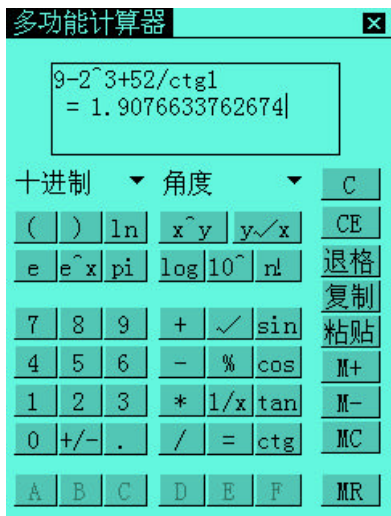 多功能计算器
9-2^3+52/ctg1
= 1.9076633762674
十进制 角度 C
( ) ln x^y y√x CE
e e^x pi log 10^ n! 退格
复制
7 8 9 + √ sin 粘贴
4 5 6 - % cos M+
1 2 3 * 1/x tan M-
0 +/- . / = ctg MC
A B C D E F MR